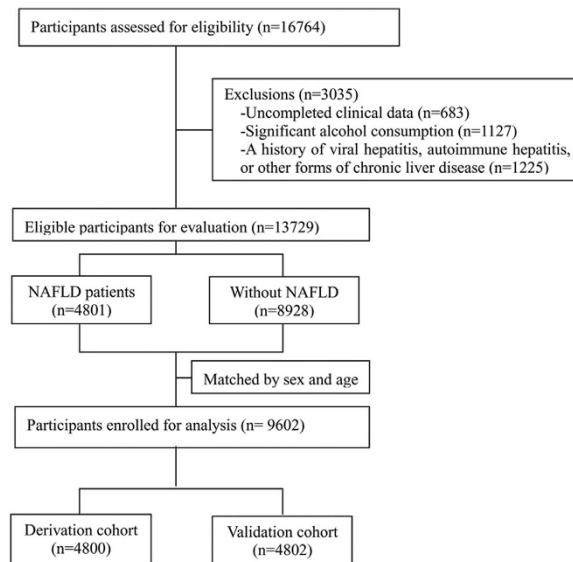 Participants assessed for eligibility (n=16764)
Exclusions (n=3035)
-Uncompleted clinical data (n=683)
-Significant alcohol consumption (n=1127)
-A history of viral hepatitis, autoimmune hepatitis,
or other forms of chronic liver disease (n=1225)
Eligible participants for evaluation (n=13729)
NAFLD patients
(n=4801)
Without NAFLD
(n=8928)
Matched by sex and age
Participants enrolled for analysis (n= 9602)
Derivation cohort
(n=4800)
Validation cohort
(n=4802)